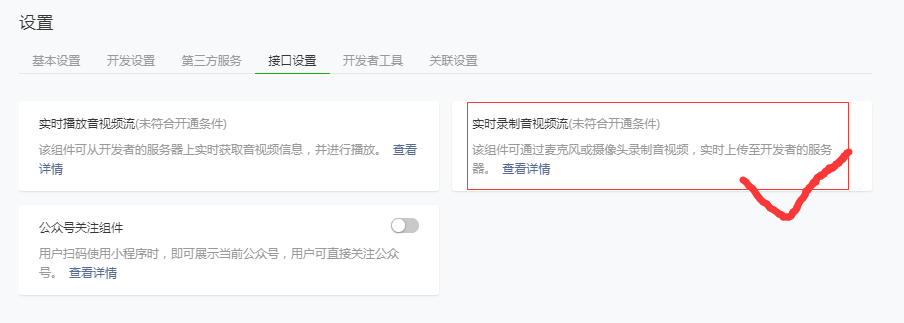 设置
基本设置 开发设置 第三方服务 接口设置 开发者工具 关联设置
实时播放音视频流(未符合开通条件)
该组件可从开发者的服务器上实时获取音视频信息，并进行播放。 查看
详情
实时录制音视频流(未符合开通条件)
该组件可通过麦克风或摄像头录制音视频，实时上传至开发者的服务
器。 查看详情
公众号关注组件
用户扫码使用小程序时，即可展示当前公众号，用户可直接关注公众
号。 查看详情